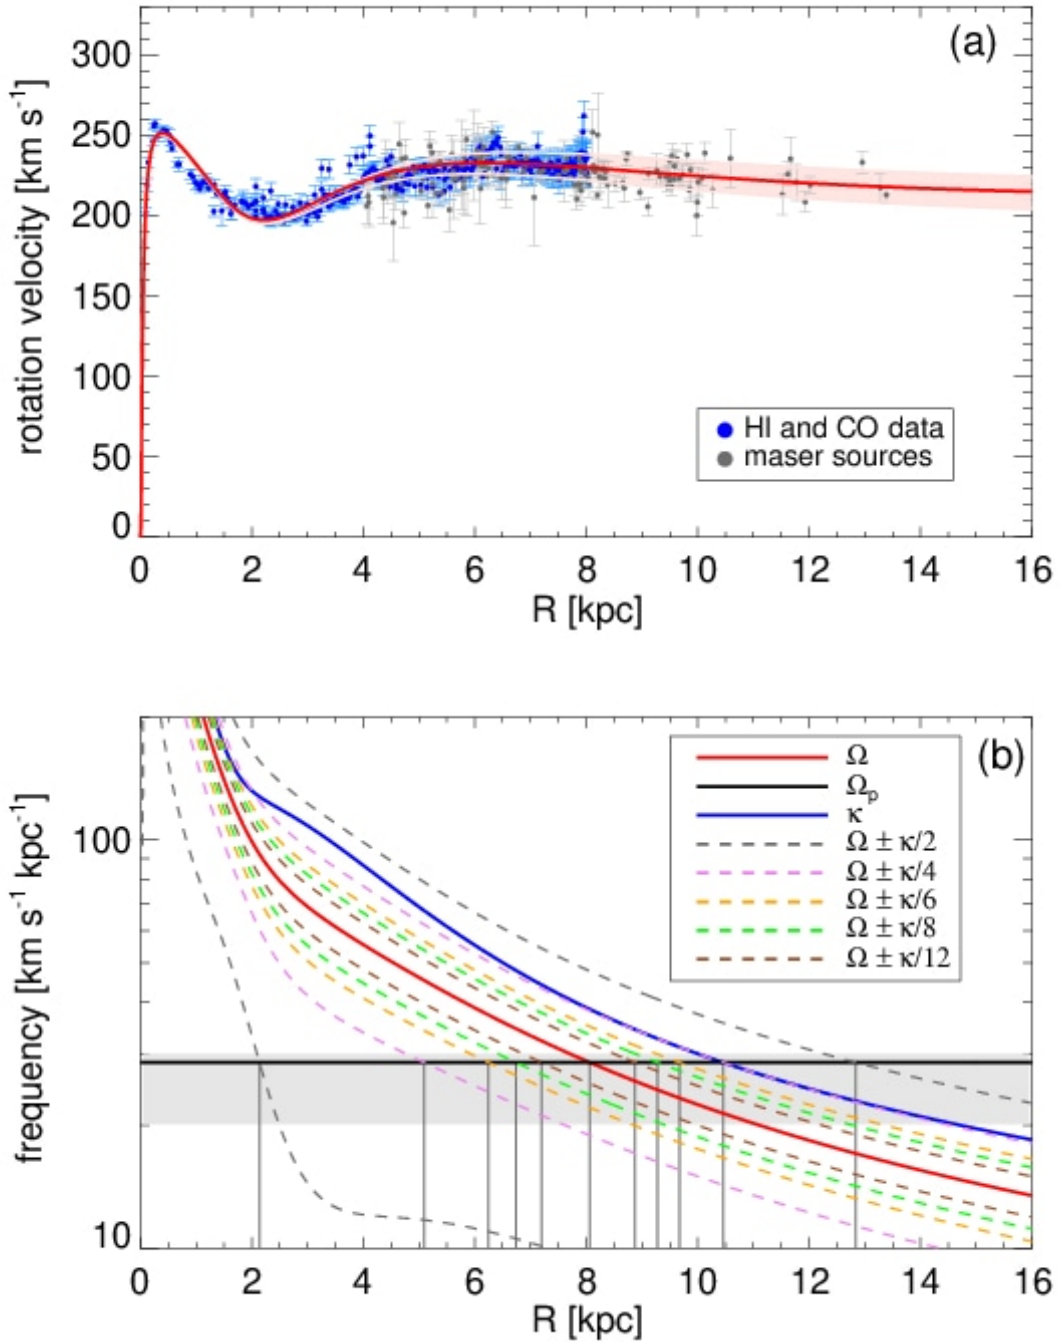 (a)
rotation velocity [km s⁻¹]
300
250
200
150
100
50
0
HI and CO data
maser sources
0 2 4 6 8 10 12 14 16
R [kpc]
(b)
frequency [km s⁻¹ kpc⁻¹]
100
10
Ω
Ωₚ
κ
Ω ± κ/2
Ω ± κ/4
Ω ± κ/6
Ω ± κ/8
Ω ± κ/12
0 2 4 6 8 10 12 14 16
R [kpc]